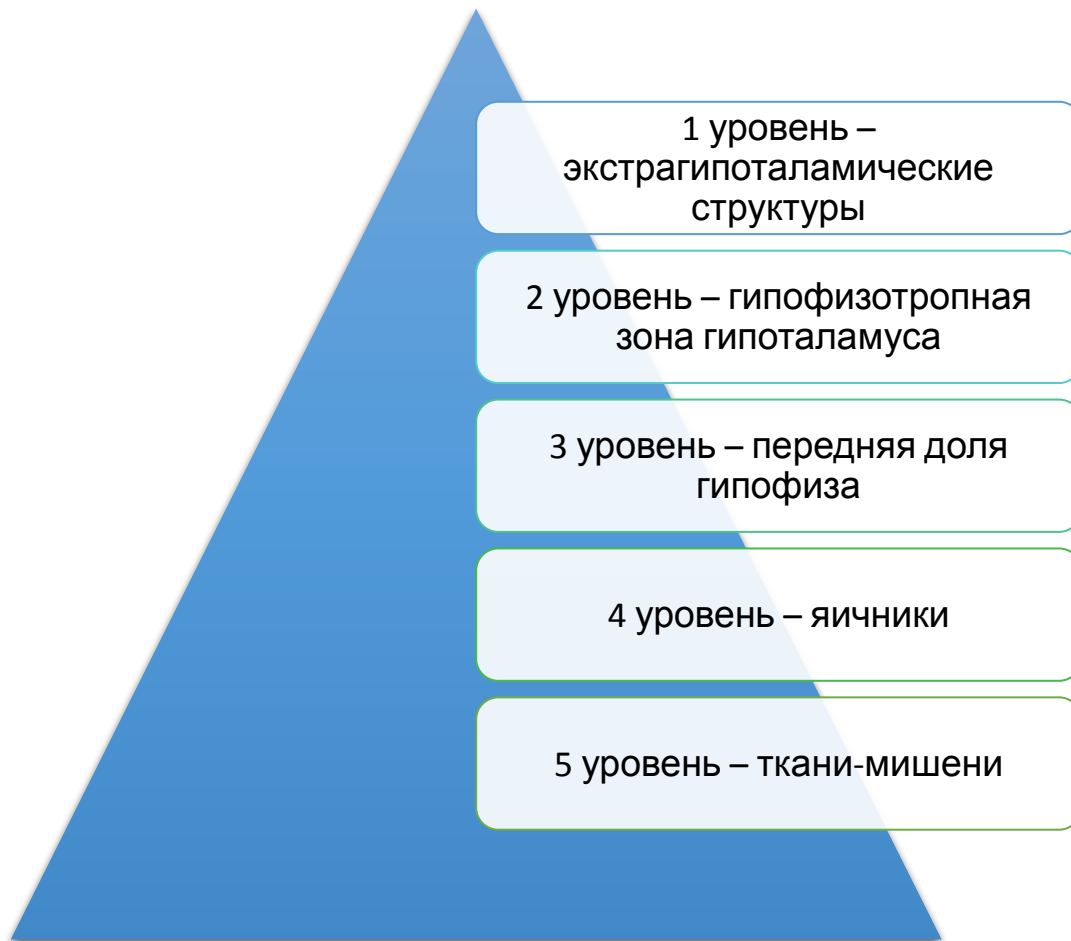 1 уровень –
экстрагипоталамические
структуры
2 уровень – гипофизотропная
зона гипоталамуса
3 уровень – передняя доля
гипофиза
4 уровень – яичники
5 уровень – ткани-мишени